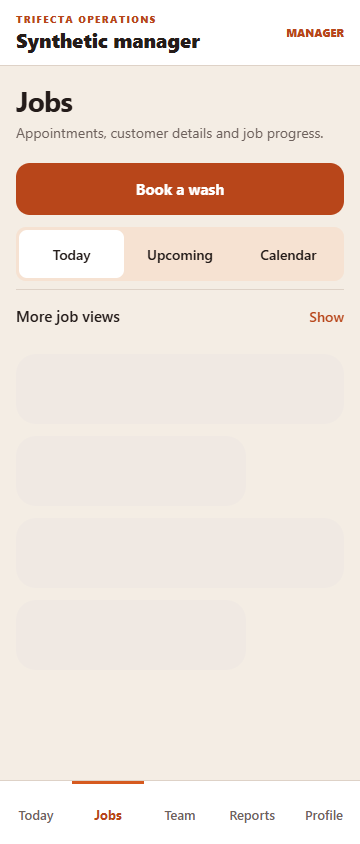 TRIFECTA OPERATIONS
Synthetic manager
MANAGER
Jobs
Appointments, customer details and job progress.
Book a wash
Today
Upcoming
Calendar
More job views
Show
Today
Jobs
Team
Reports
Profile